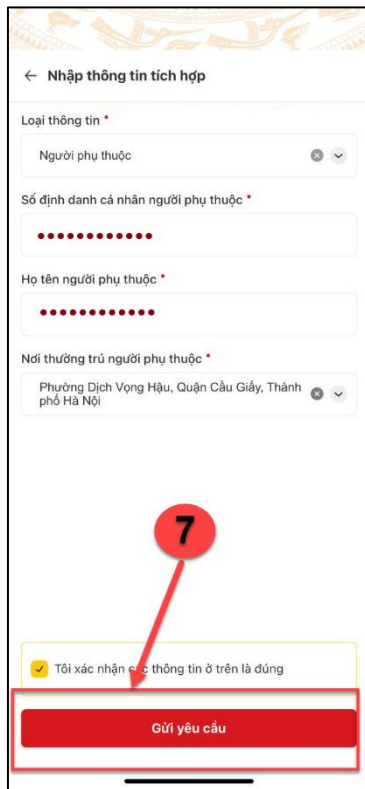 Nhập thông tin tích hợp
Loại thông tin *
Người phụ thuộc
Số định danh cá nhân người phụ thuộc *
Họ tên người phụ thuộc *
Nơi thường trú người phụ thuộc *
Phường Dịch Vọng Hậu, Quận Cầu Giấy, Thành
phố Hà Nội
7
Tôi xác nhận các thông tin ở trên là đúng
Gửi yêu cầu